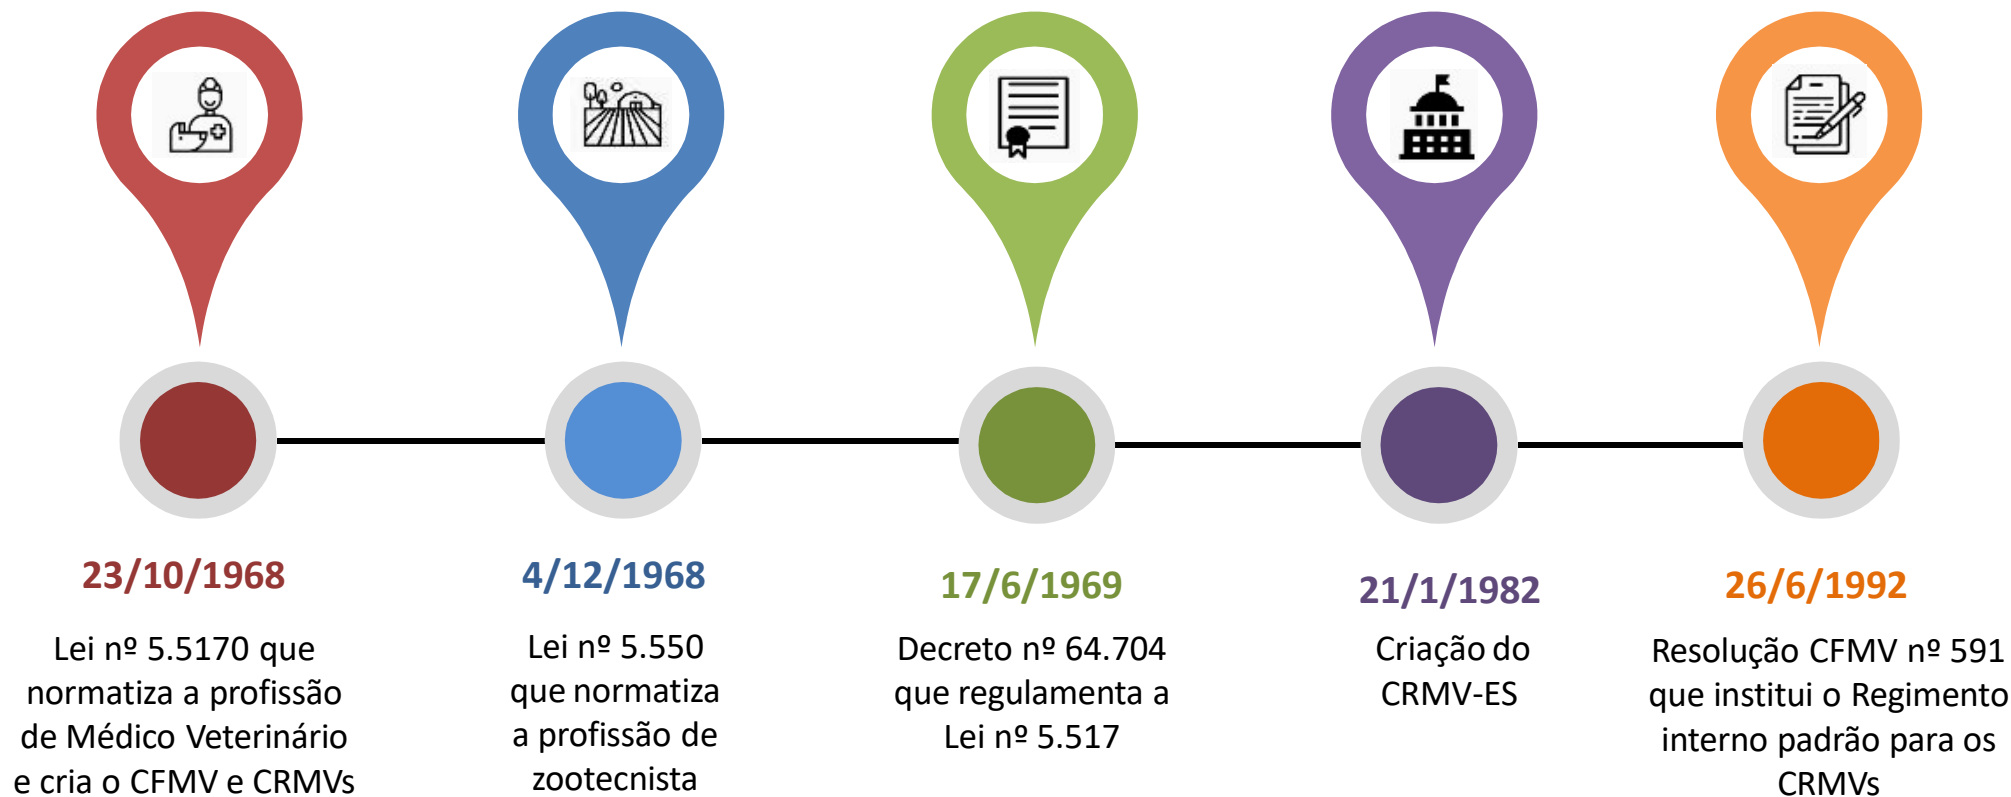 23/10/1968
Lei nº 5.5170 que
normatiza a profissão
de Médico Veterinário
e cria o CFMV e CRMVs
4/12/1968
Lei nº 5.550
que normatiza
a profissão de
zootecnista
17/6/1969
Decreto nº 64.704
que regulamenta a
Lei nº 5.517
21/1/1982
Criação do
CRMV-ES
26/6/1992
Resolução CFMV nº 591
que institui o Regimento
interno padrão para os
CRMVs